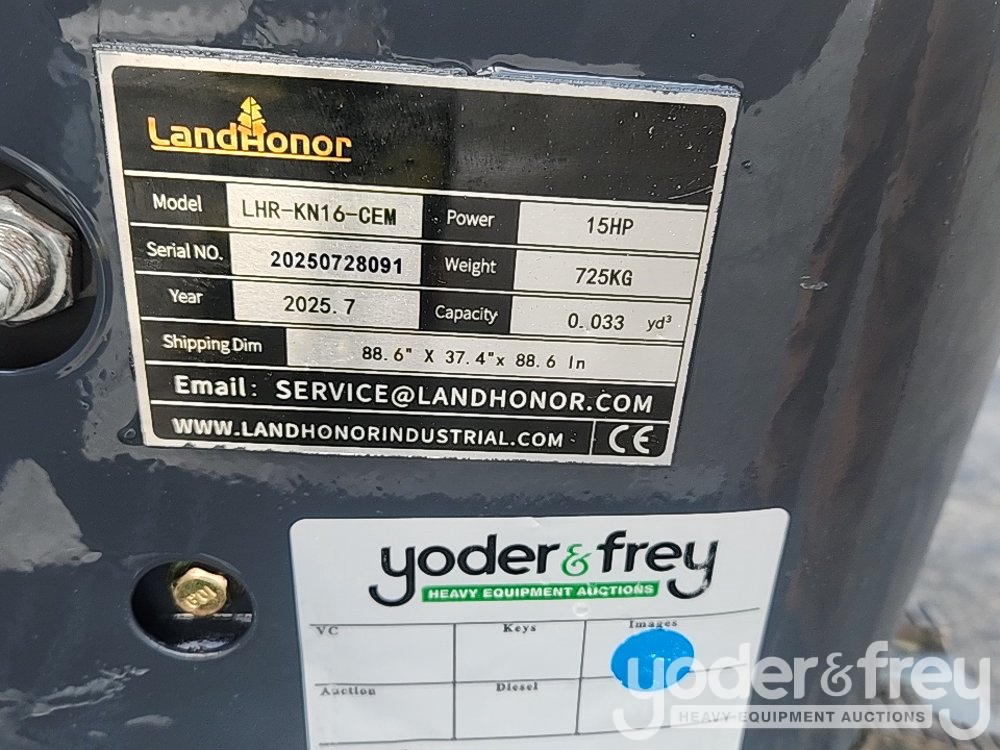 LandHonor
Model LHR-KN16-CEM Power 15HP
Serial NO. 20250728091 Weight 725KG
Year 2025.7 Capacity 0.033 yd³
Shipping Dim 88.6" X 37.4"x 88.6 In
Email: SERVICE@LANDHONOR.COM
WWW.LANDHONORINDUSTRIAL.COM CE
yoder&frey
HEAVY EQUIPMENT AUCTIONS
VC Keys Images
Auction Diesel
yoder&frey
HEAVY EQUIPMENT AUCTIONS